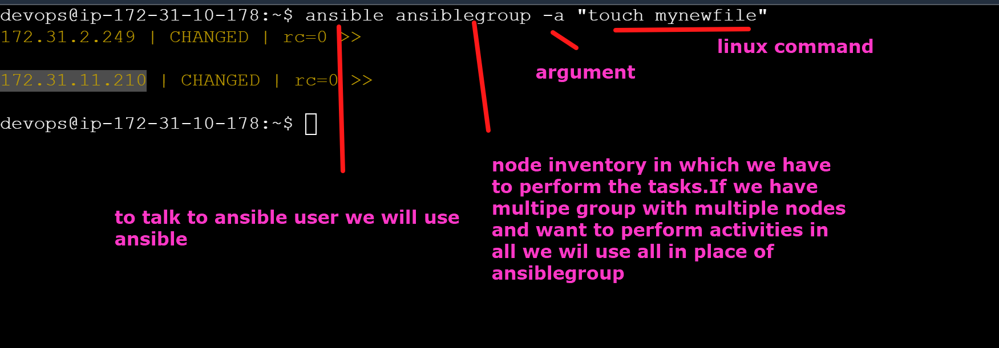 devops@ip-172-31-10-178:~$ ansible ansiblegroup -a "touch mynewfile"
172.31.2.249 | CHANGED | rc=0 >>
linux command
argument
172.31.11.210 | CHANGED | rc=0 >>
devops@ip-172-31-10-178:~$
to talk to ansible user we will use
ansible
node inventory in which we have
to perform the tasks.If we have
multipe group with multiple nodes
and want to perform activities in
all we wil use all in place of
ansiblegroup